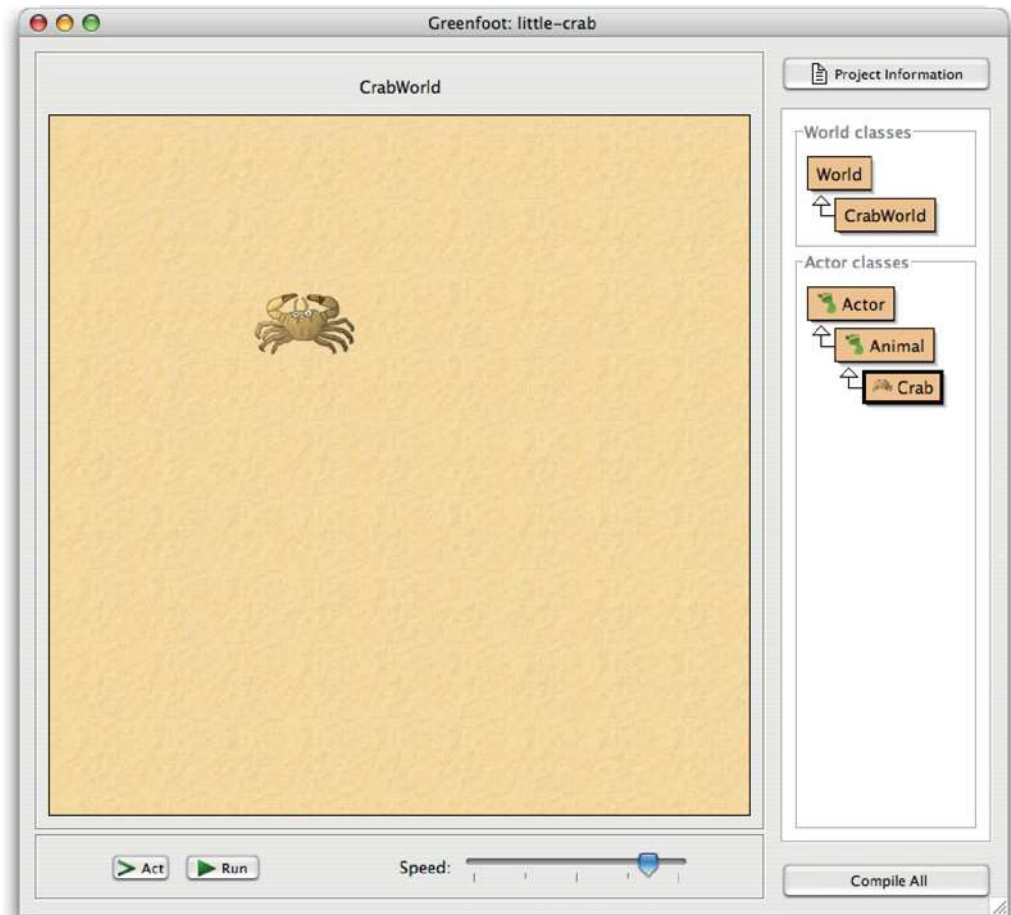 Greenfoot: little-crab
CrabWorld
Project Information
World classes
World
CrabWorld
Actor classes
Actor
Animal
Crab
Act
Run
Speed:
Compile All